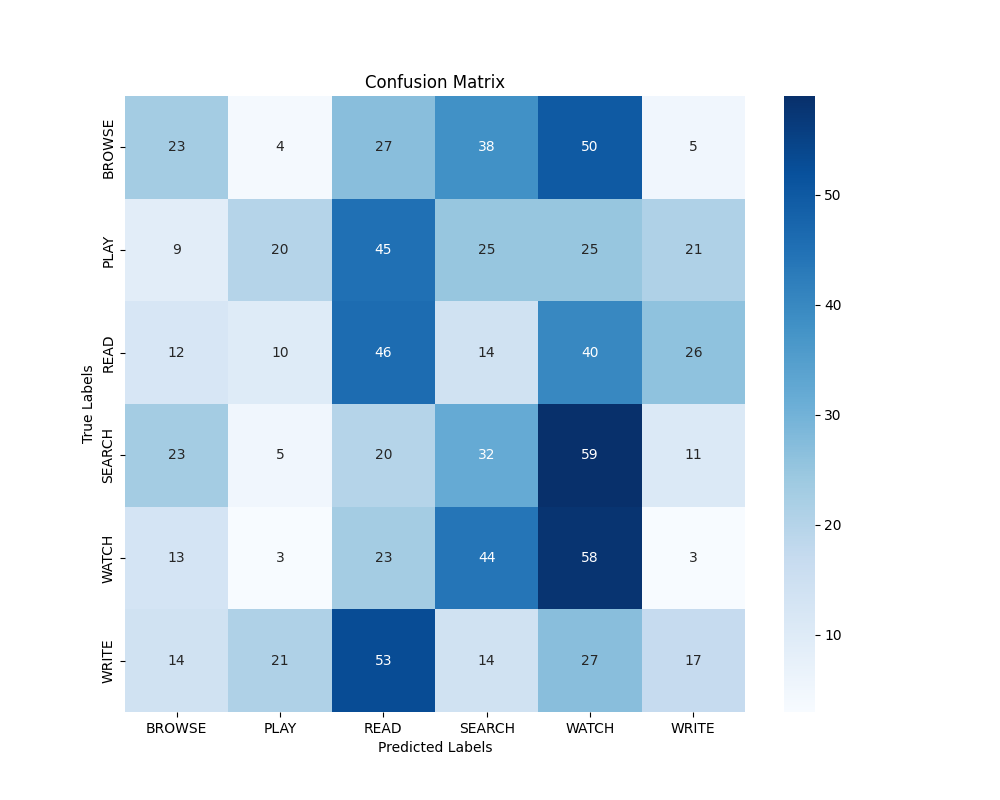 Confusion Matrix
BROWSE 23 4 27 38 50 5
PLAY 9 20 45 25 25 21
READ 12 10 46 14 40 26
SEARCH 23 5 20 32 59 11
WATCH 13 3 23 44 58 3
WRITE 14 21 53 14 27 17
BROWSE PLAY READ SEARCH WATCH WRITE
Predicted Labels
True Labels
50
40
30
20
10